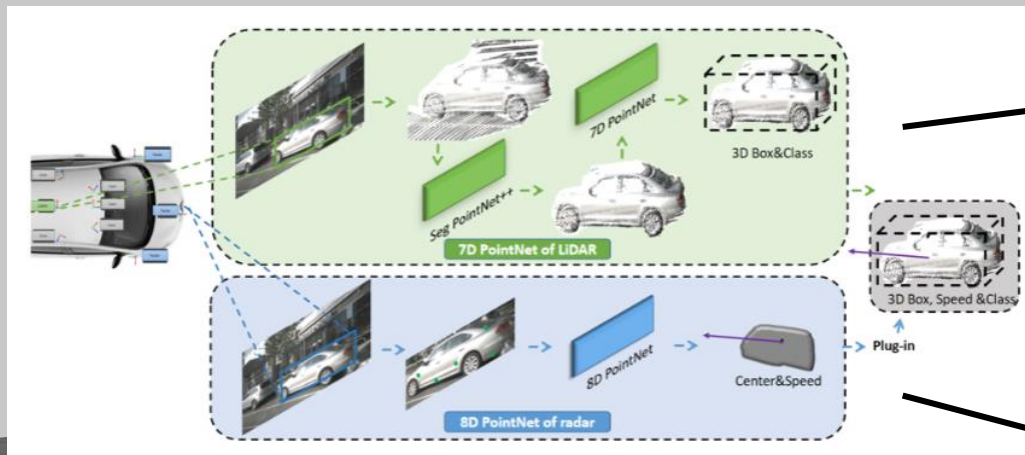 7D PointNet
3D Box&Class
Seg PointNet++
7D PointNet of LiDAR
3D Box, Speed &Class
8D PointNet
Plug-in
Center&Speed
8D PointNet of radar